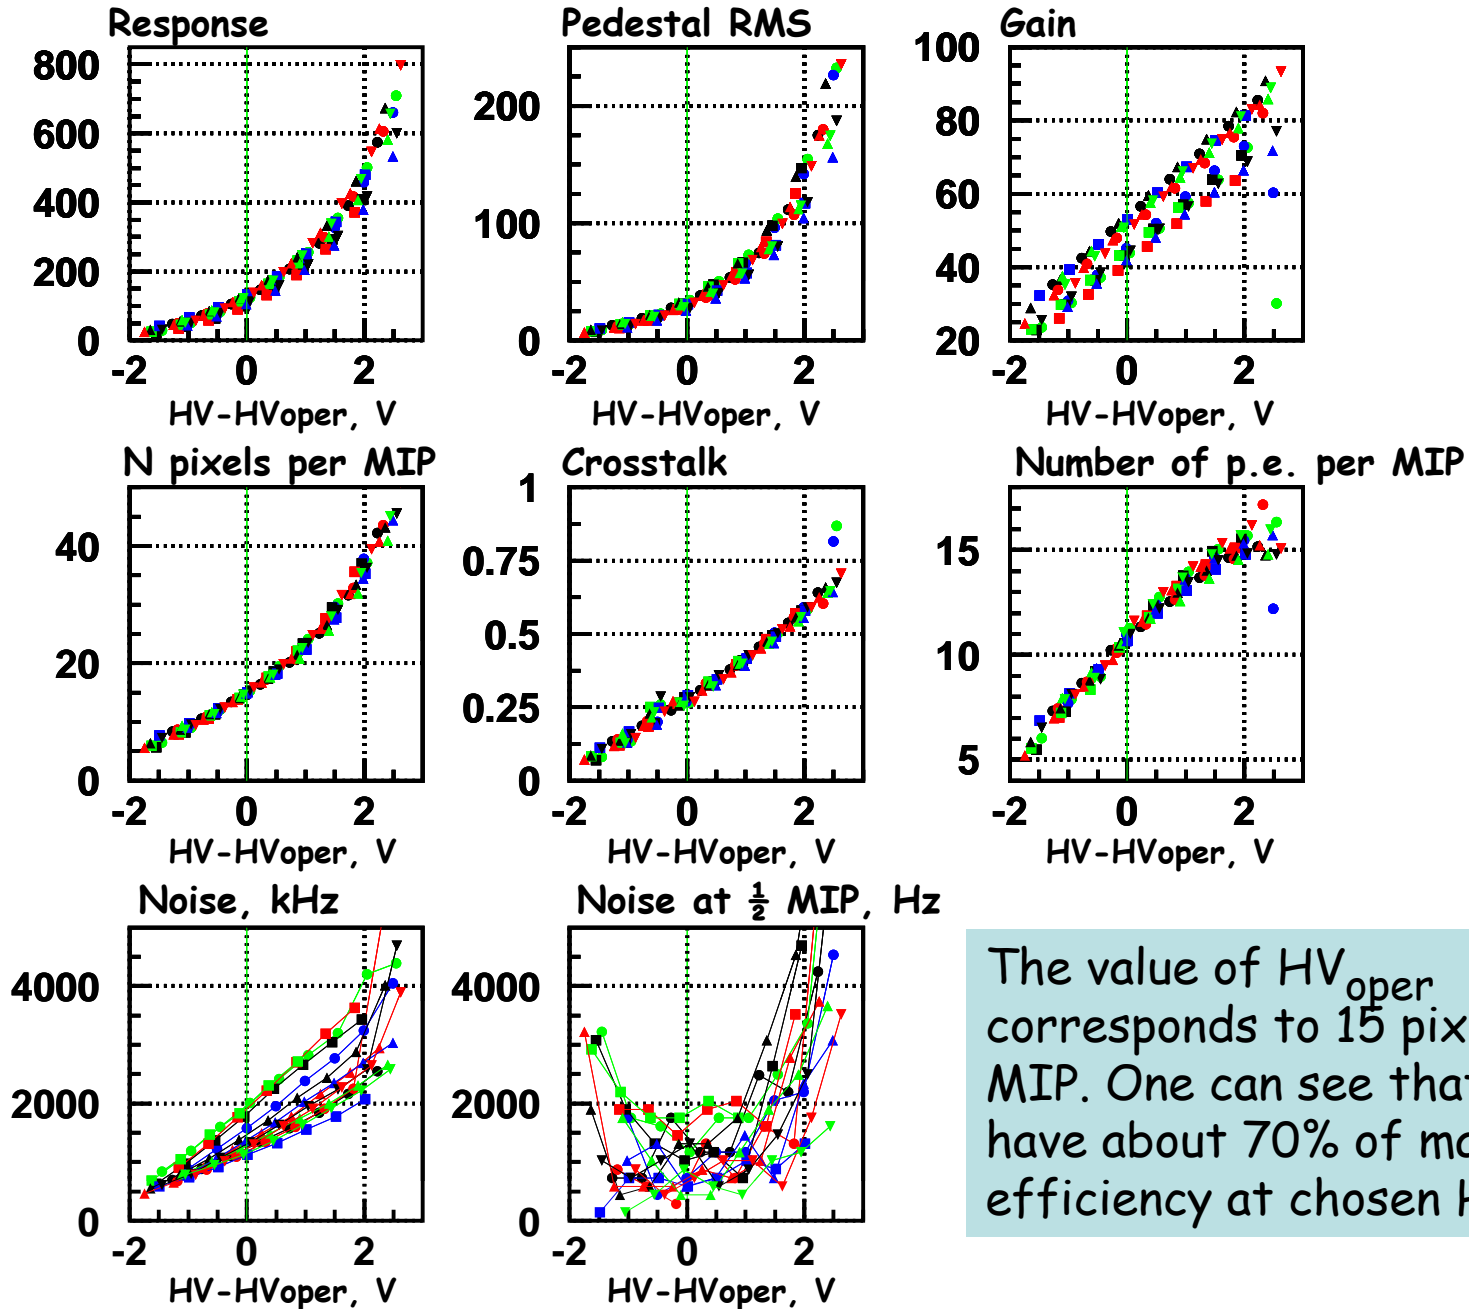 Response
800
600
400
200
0
-2 0 2
HV-HVoper, V
Pedestal RMS
200
100
0
-2 0 2
HV-HVoper, V
Gain
100
80
60
40
20
-2 0 2
HV-HVoper, V
N pixels per MIP
40
20
0
-2 0 2
HV-HVoper, V
Crosstalk
1
0.75
0.5
0.25
0
-2 0 2
HV-HVoper, V
Number of p.e. per MIP
15
10
5
-2 0 2
HV-HVoper, V
Noise, kHz
4000
2000
0
-2 0 2
HV-HVoper, V
Noise at ½ MIP, Hz
4000
2000
0
-2 0 2
HV-HVoper, V
The value of HVoper
corresponds to 15 pix
MIP. One can see that
have about 70% of ma
efficiency at chosen H